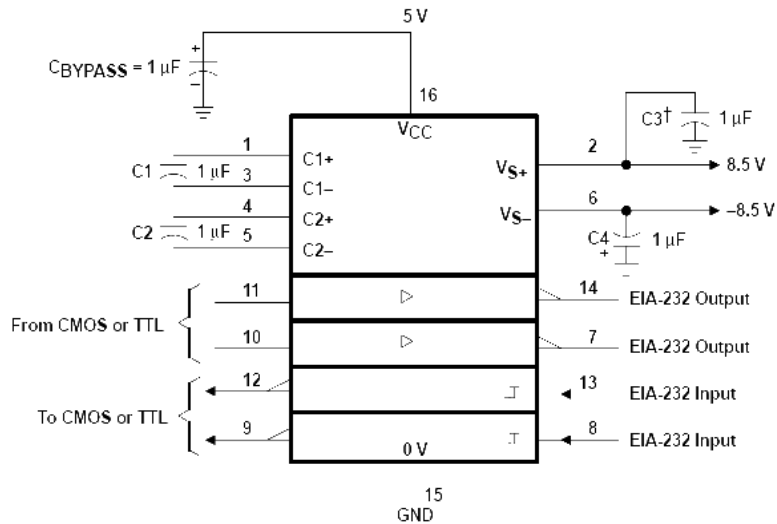 5 V
CBYPASS = 1 µF
+
–
16
VCC
C3† 1 µF
1
C1+
2
VS+
8.5 V
C1 1 µF
3
C1–
4
C2+
6
VS–
–8.5 V
C2 1 µF
5
C2–
C4 1 µF
+
11
14
EIA-232 Output
From CMOS or TTL
10
7
EIA-232 Output
12
13
EIA-232 Input
To CMOS or TTL
9
8
EIA-232 Input
0 V
15
GND